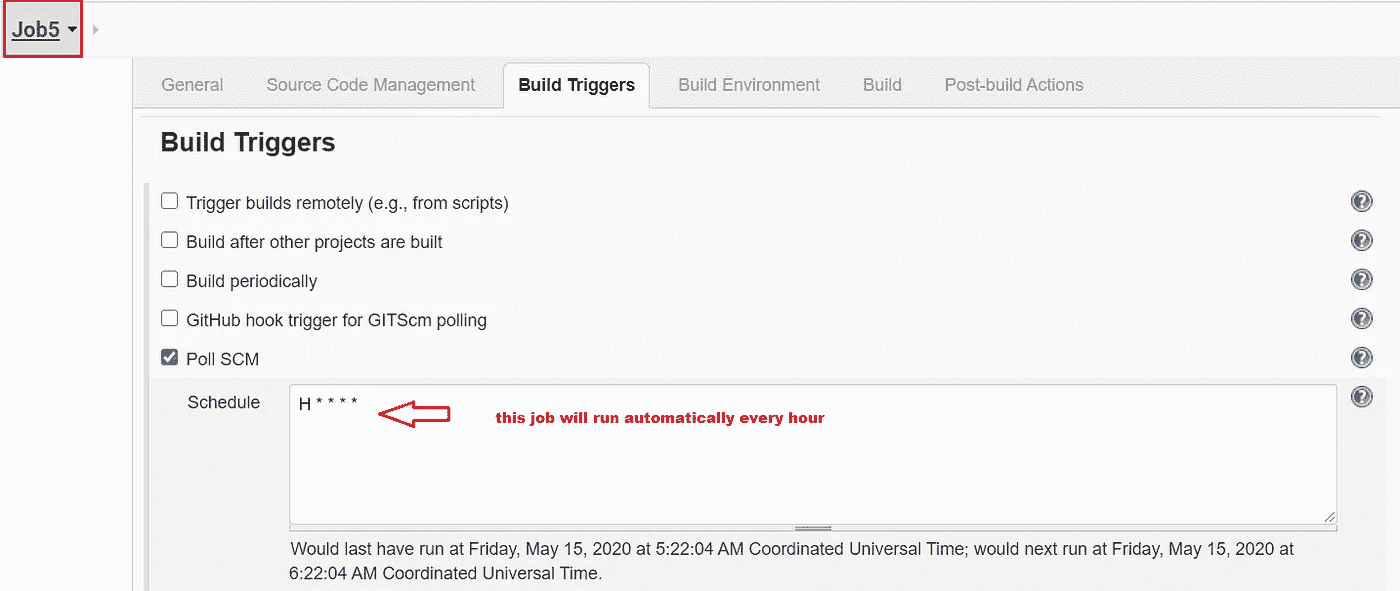 Job5
General Source Code Management Build Triggers Build Environment Build Post-build Actions
Build Triggers
Trigger builds remotely (e.g., from scripts)
Build after other projects are built
Build periodically
GitHub hook trigger for GITScm polling
Poll SCM
Schedule H * * * * this job will run automatically every hour
Would last have run at Friday, May 15, 2020 at 5:22:04 AM Coordinated Universal Time; would next run at Friday, May 15, 2020 at
6:22:04 AM Coordinated Universal Time.